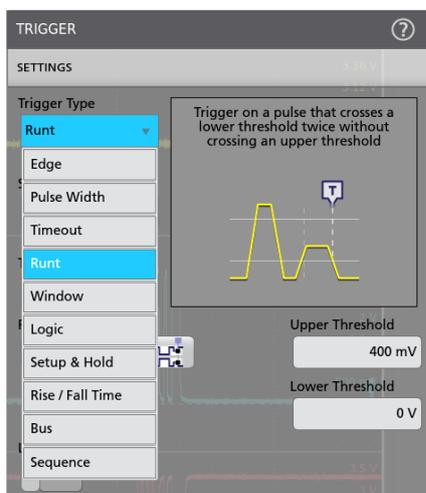 TRIGGER
?
SETTINGS
Trigger Type
Runt
Edge
Pulse Width
Timeout
Runt
Window
Logic
Setup & Hold
Rise / Fall Time
Bus
Sequence
Trigger on a pulse that crosses a
lower threshold twice without
crossing an upper threshold
T
Upper Threshold
400 mV
Lower Threshold
0 V
3.5 V